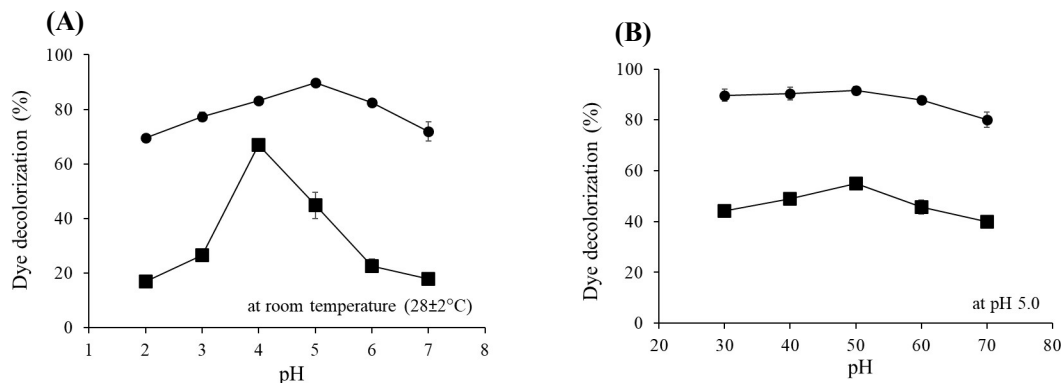 (A)
Dye decolorization (%)
100
80
60
40
20
0
at room temperature (28±2°C)
1 2 3 4 5 6 7 8
pH
(B)
Dye decolorization (%)
100
80
60
40
20
0
at pH 5.0
20 30 40 50 60 70 80
pH